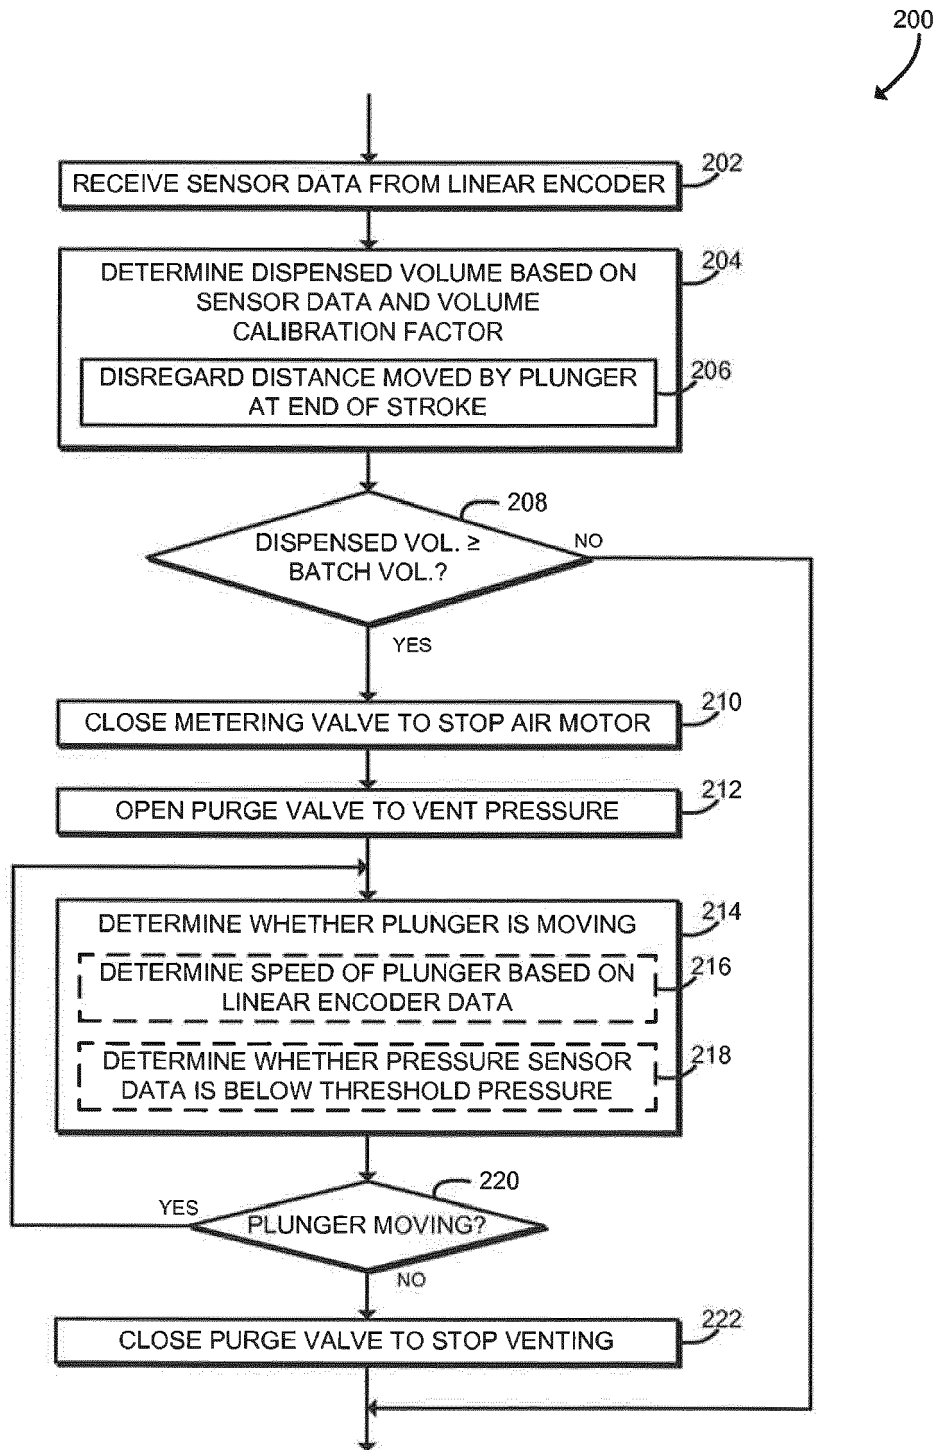 200
RECEIVE SENSOR DATA FROM LINEAR ENCODER
202
DETERMINE DISPENSED VOLUME BASED ON
SENSOR DATA AND VOLUME
CALIBRATION FACTOR
204
DISREGARD DISTANCE MOVED BY PLUNGER
AT END OF STROKE
206
208
DISPENSED VOL. ≥
BATCH VOL.?
NO
YES
CLOSE METERING VALVE TO STOP AIR MOTOR
210
OPEN PURGE VALVE TO VENT PRESSURE
212
DETERMINE WHETHER PLUNGER IS MOVING
214
DETERMINE SPEED OF PLUNGER BASED ON
LINEAR ENCODER DATA
216
DETERMINE WHETHER PRESSURE SENSOR
DATA IS BELOW THRESHOLD PRESSURE
218
220
YES
PLUNGER MOVING?
NO
CLOSE PURGE VALVE TO STOP VENTING
222